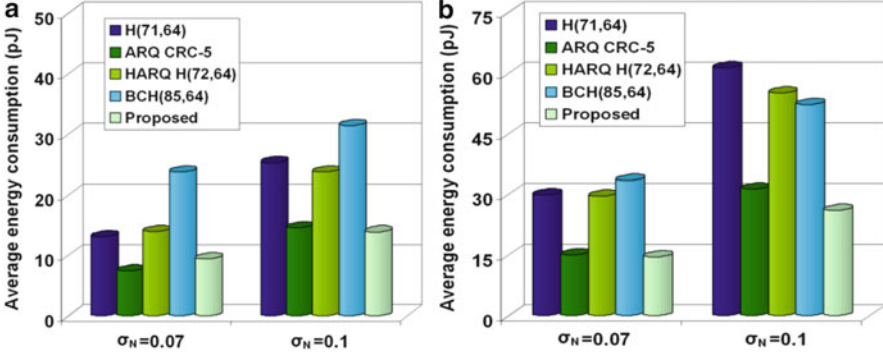 a
Average energy consumption (pJ)
50
40
30
20
10
0
H(71,64)
ARQ CRC-5
HARQ H(72,64)
BCH(85,64)
Proposed
σN=0.07
σN=0.1
b
Average energy consumption (pJ)
75
60
45
30
15
0
H(71,64)
ARQ CRC-5
HARQ H(72,64)
BCH(85,64)
Proposed
σN=0.07
σN=0.1